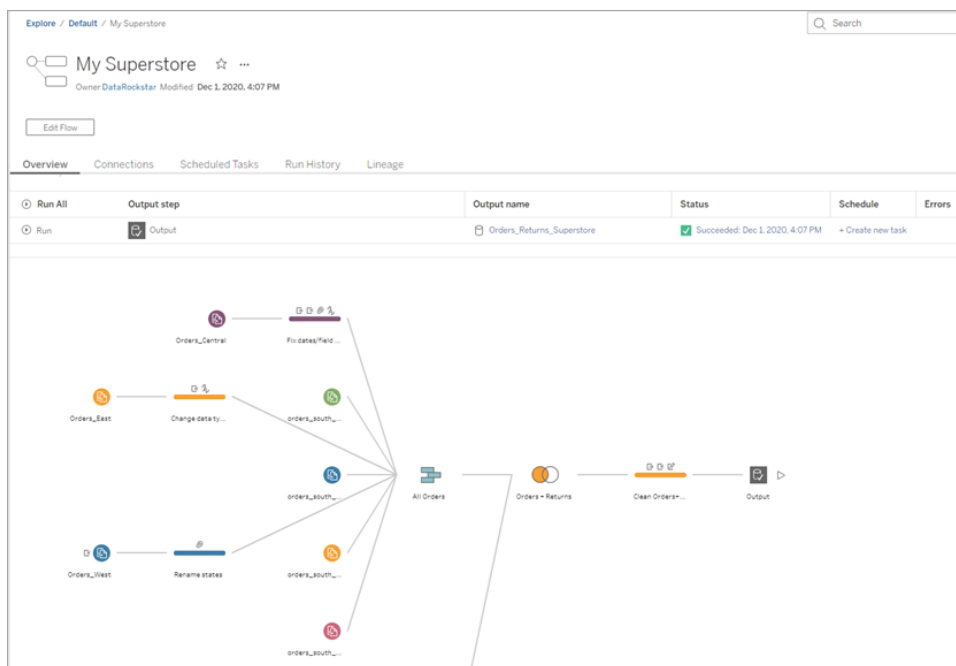 Explore / Default / My Superstore
Search
My Superstore
Owner DataRockstar Modified Dec 1, 2020, 4:07 PM
Edit Flow
Overview Connections Scheduled Tasks Run History Lineage
Run All Output step Output name Status Schedule Errors
Run Output Orders_Returns_Superstore Succeeded: Dec 1, 2020, 4:07 PM + Create new task
Orders_Central Fix dates/field ...
Orders_East Change data ty... orders_south_...
orders_south_... All Orders Orders + Returns Clean Orders+... Output
Orders_West Rename states orders_south_...
orders_south_...